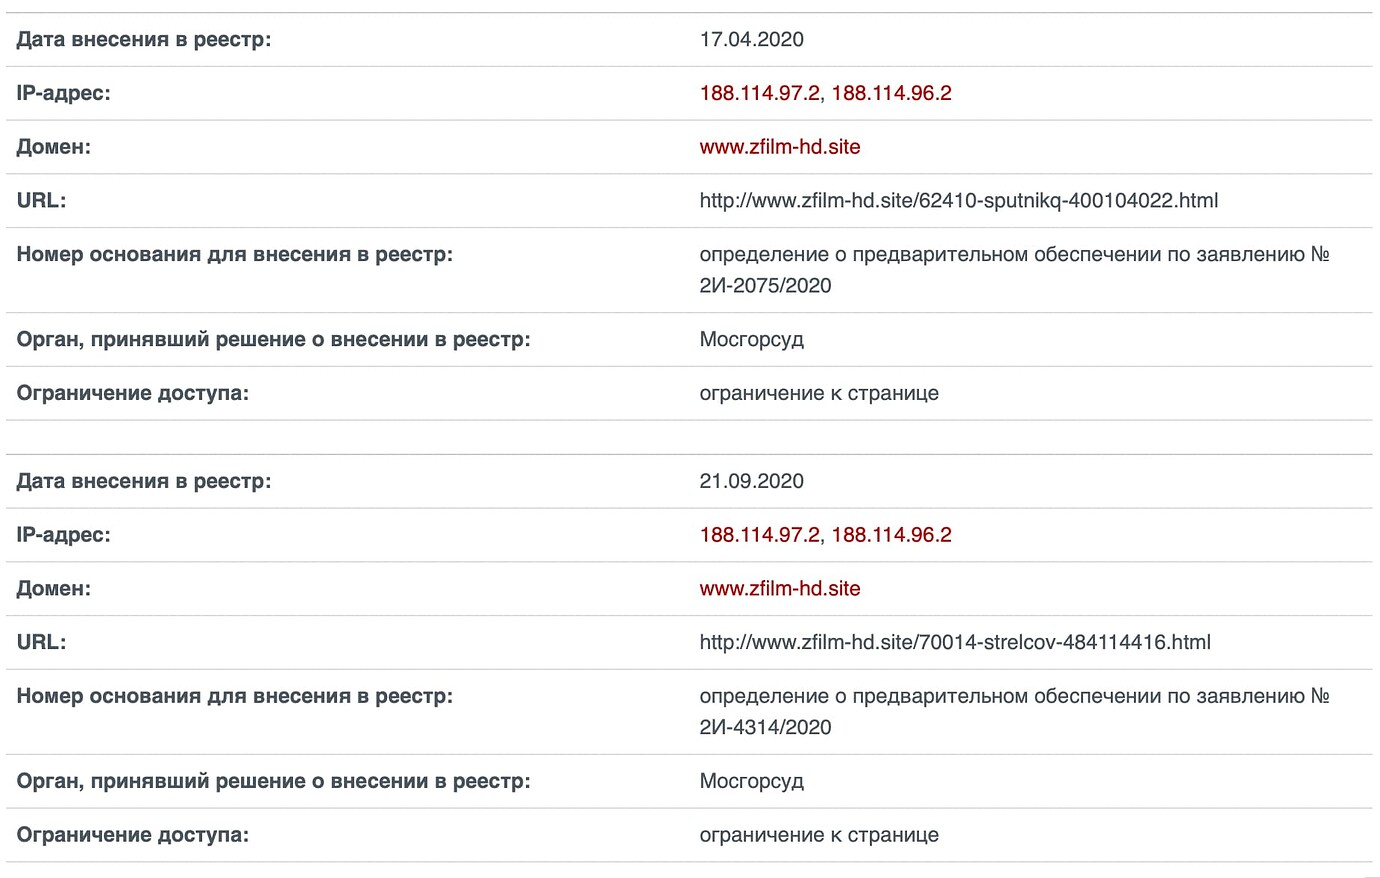 Дата внесения в реестр: 17.04.2020
IP-адрес: 188.114.97.2, 188.114.96.2
Домен: www.zfilm-hd.site
URL: http://www.zfilm-hd.site/62410-sputnikq-400104022.html
Номер основания для внесения в реестр: определение о предварительном обеспечении по заявлению №
2И-2075/2020
Орган, принявший решение о внесении в реестр: Мосгорсуд
Ограничение доступа: ограничение к странице
Дата внесения в реестр: 21.09.2020
IP-адрес: 188.114.97.2, 188.114.96.2
Домен: www.zfilm-hd.site
URL: http://www.zfilm-hd.site/70014-strelcov-484114416.html
Номер основания для внесения в реестр: определение о предварительном обеспечении по заявлению №
2И-4314/2020
Орган, принявший решение о внесении в реестр: Мосгорсуд
Ограничение доступа: ограничение к странице